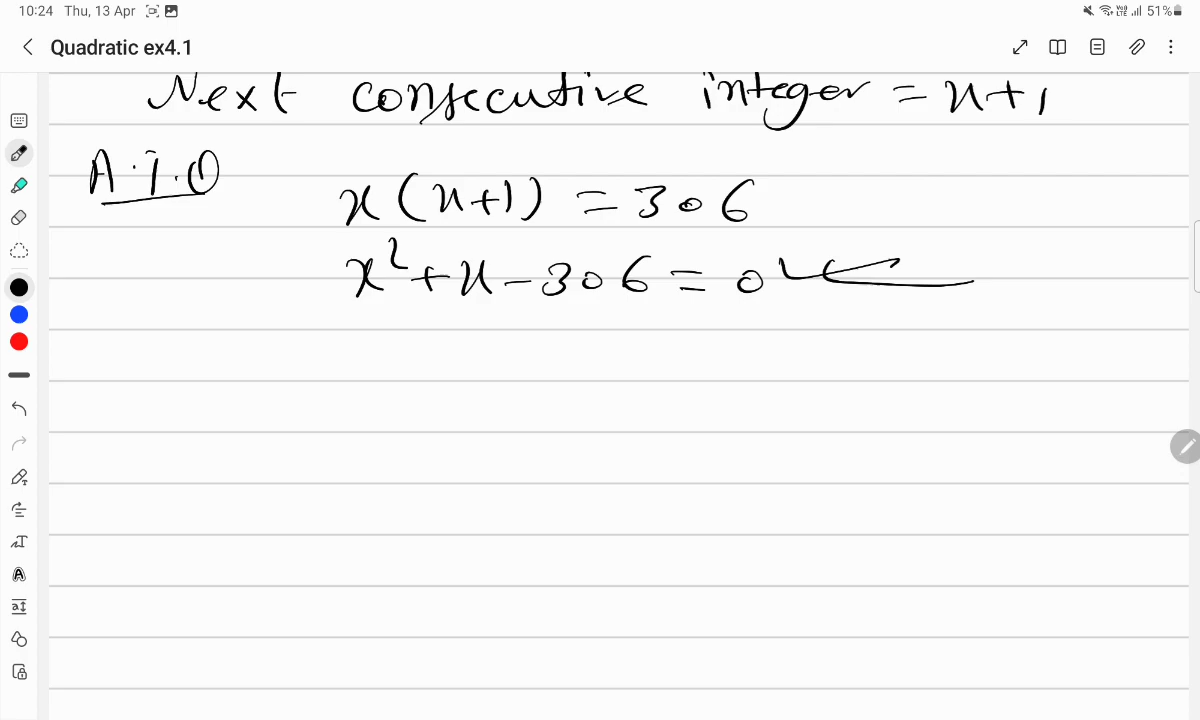 10:24 Thu, 13 Apr 51%
Quadratic ex4.1
Next consecutive integer = x+1
A.T.Q
x(x+1) = 306
x²+x-306=0